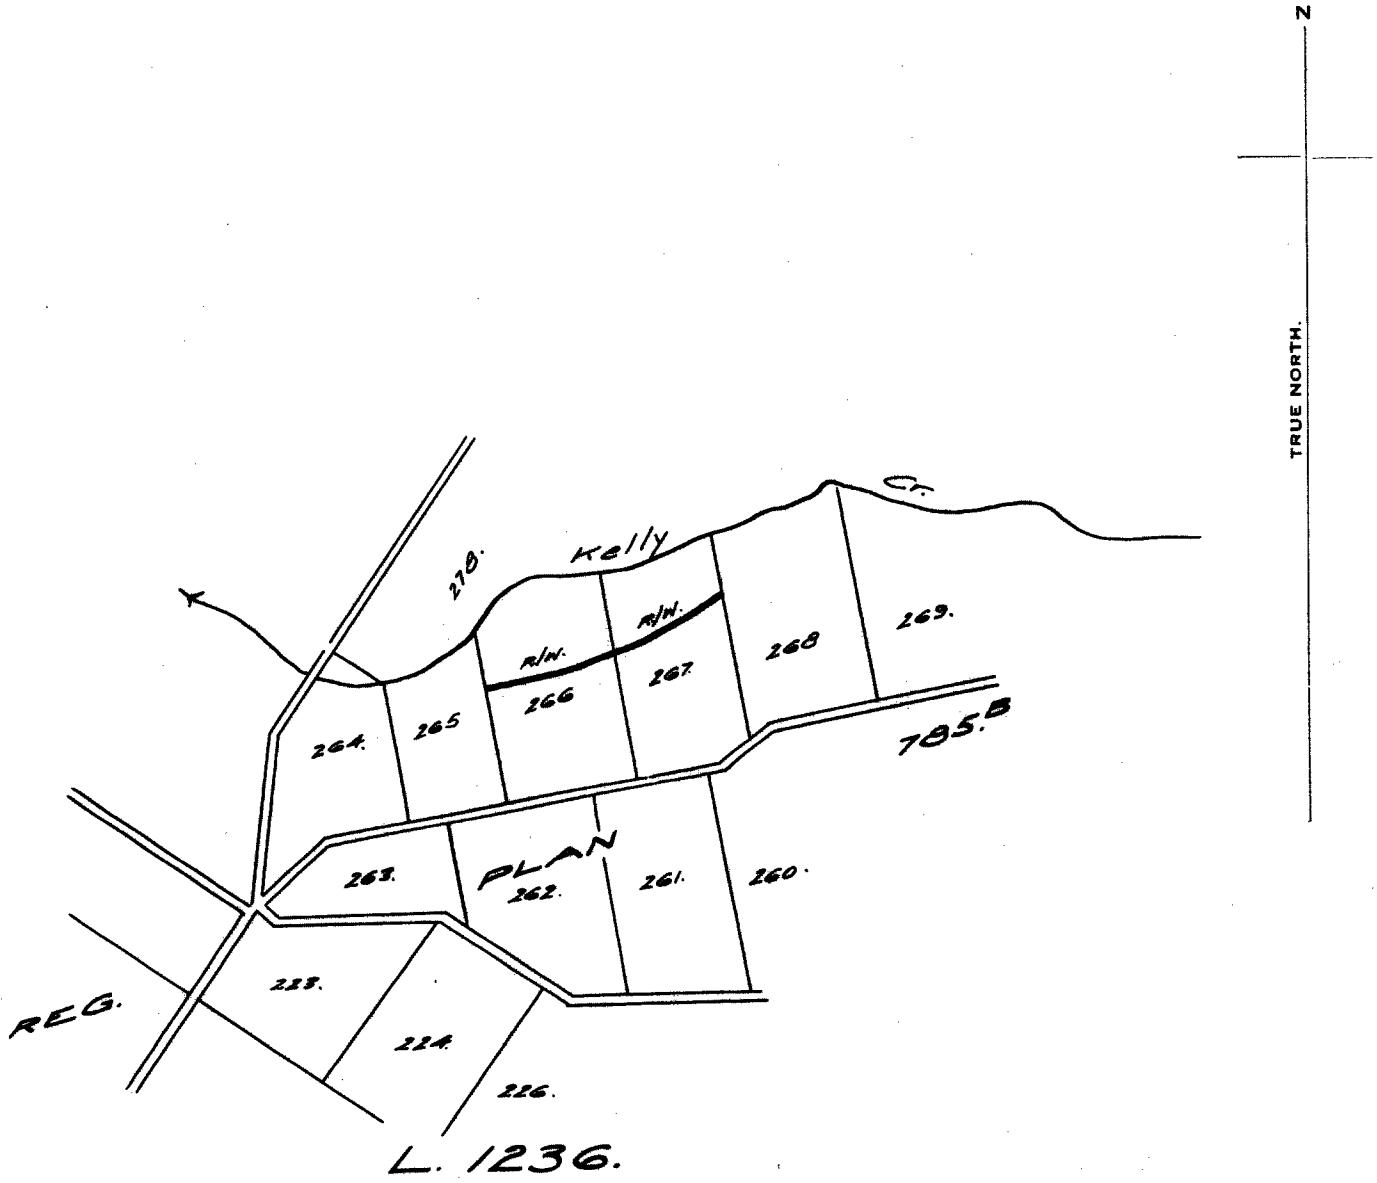 N
TRUE NORTH.
Kelly Cr.
278.
R/W.
R/W.
264.
265
266
267.
268
269.
785.B
PLAN
263.
262.
261.
260.
223.
224.
226.
REG.
L. 1236.